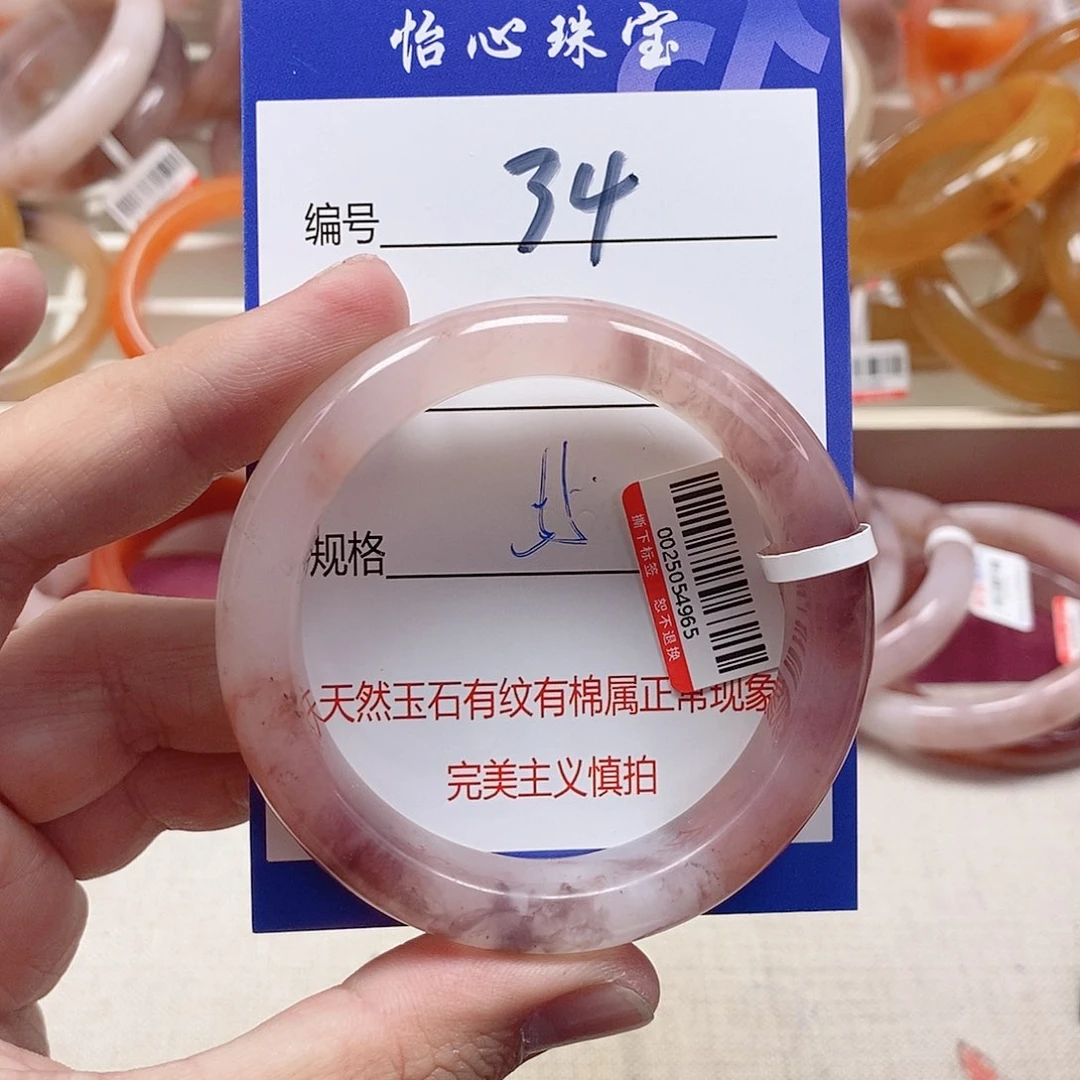 怡心珠宝
编号 34
规格
撕下标签 恕不退换
0025054965
天然玉石有纹有棉属正常现象
完美主义慎拍